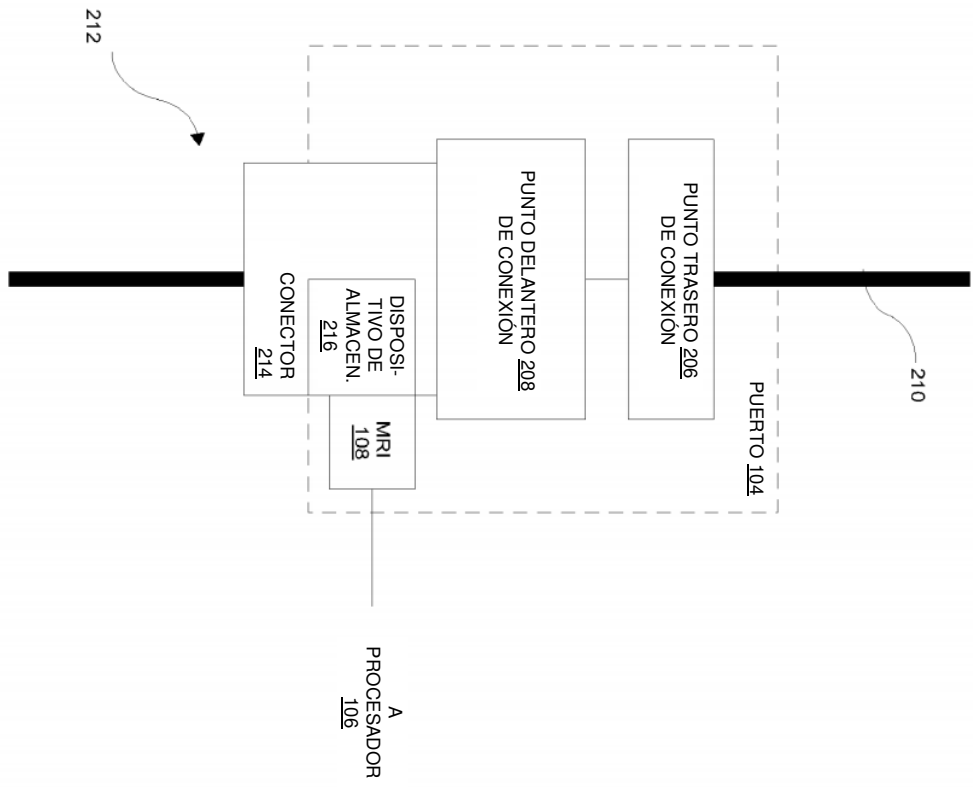 210
PUERTO 104
PUNTO TRASERO 206
DE CONEXIÓN
PUNTO DELANTERO 208
DE CONEXIÓN
DISPOSI-
TIVO DE
ALMACEN.
216
MRI
108
CONECTOR
214
212
A
PROCESADOR
106